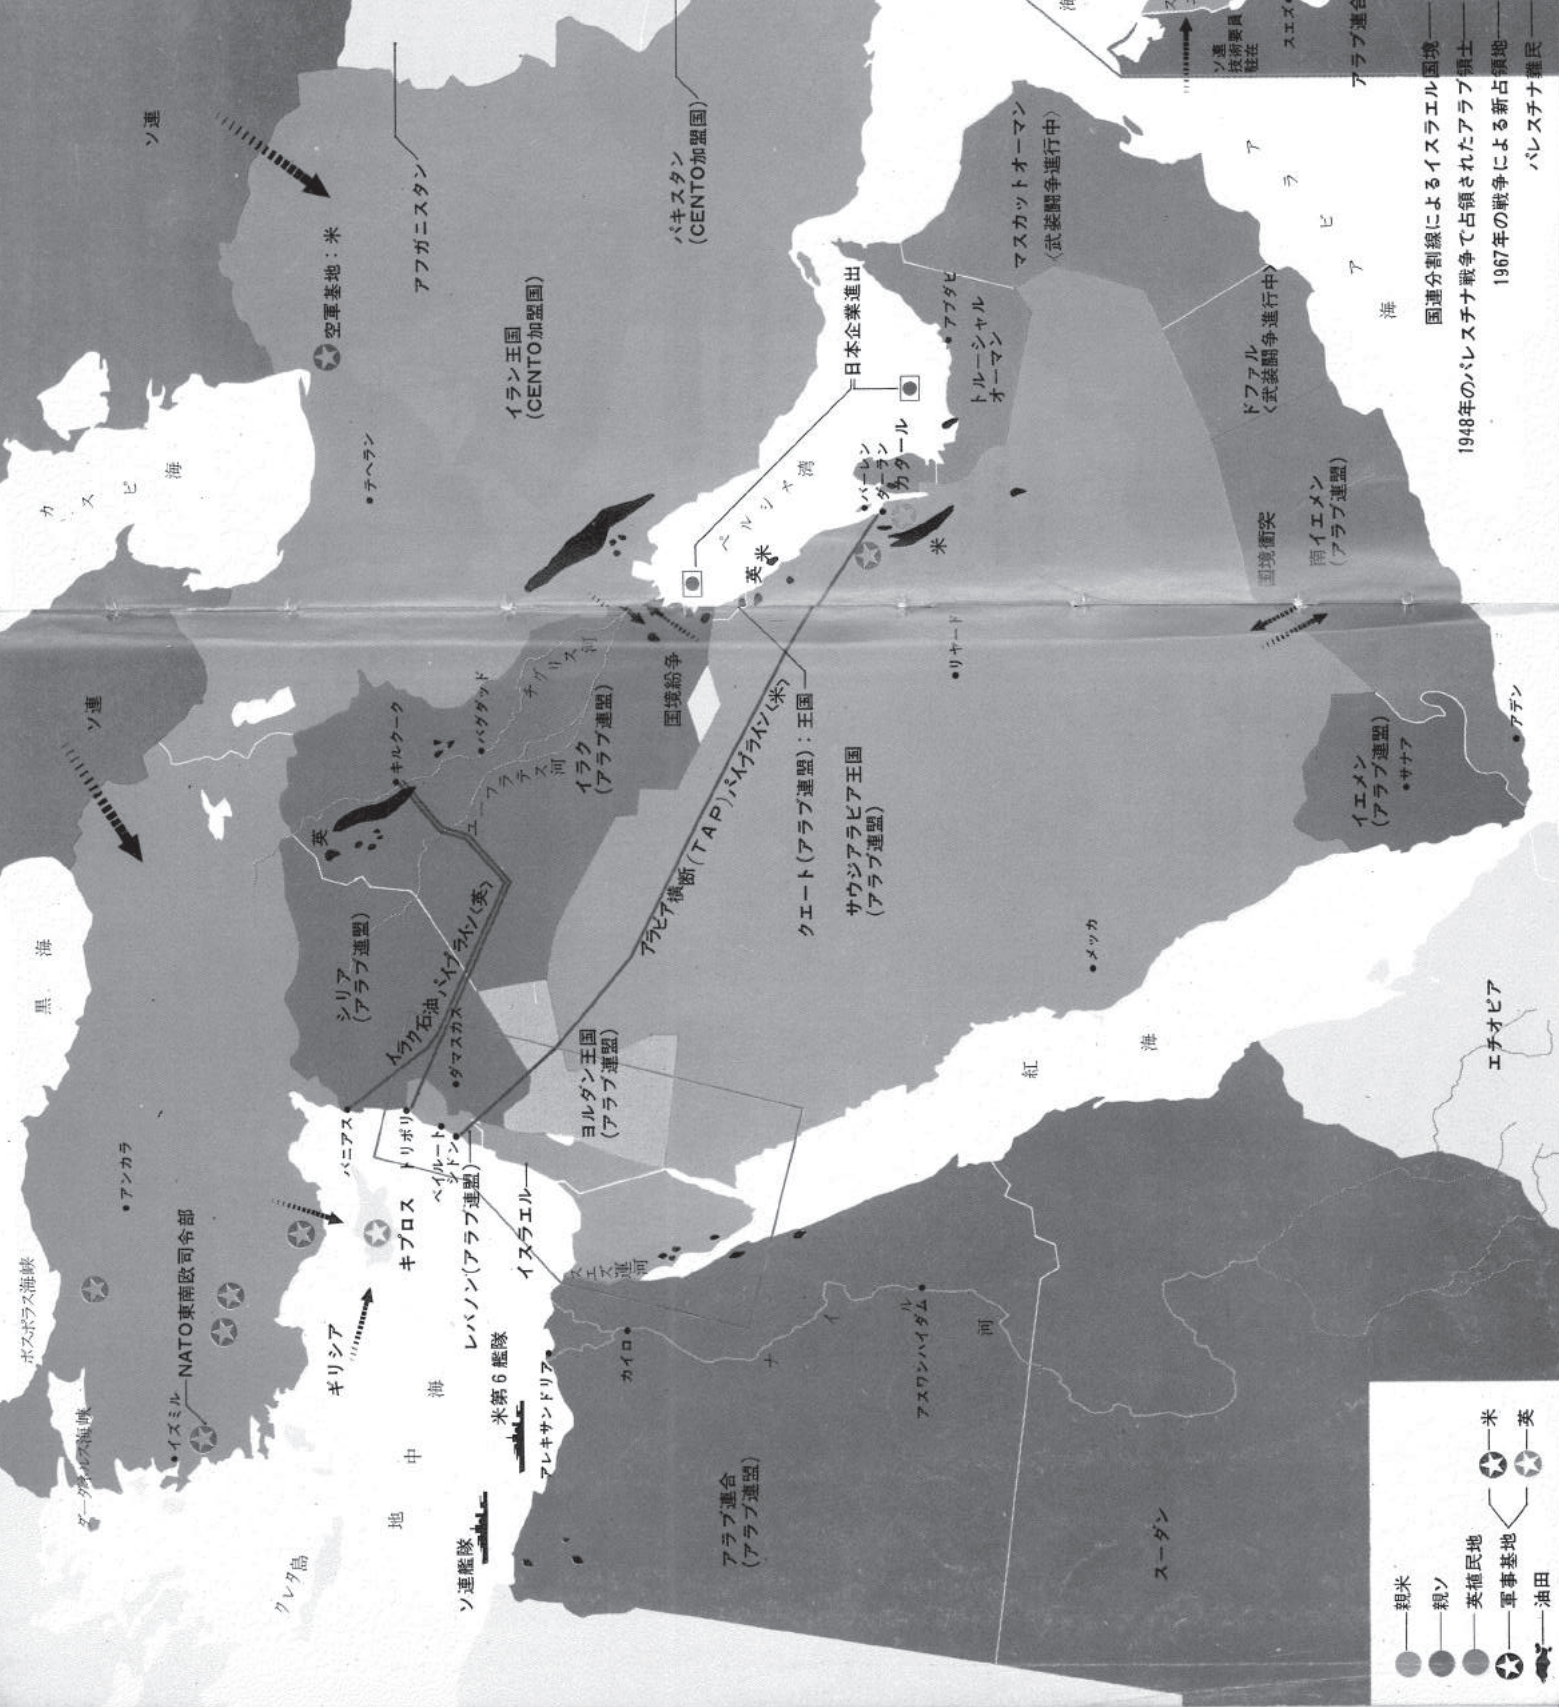 ボスポラス海峡
黒海
カスピ海
ソ連
ソ連
ダーダネルス海峡
アンカラ
イズミル
NATO東南欧司令部
空軍基地：米
アフガニスタン
パキスタン
(CENTO加盟国)
イラン王国
(CENTO加盟国)
テヘラン
クレタ島
ギリシア
キプロス
地中海
ソ連艦隊
米第6艦隊
バニアス
トリポリ
ベイルート
シドン
ダマスカス
シリア
(アラブ連盟)
レバノン(アラブ連盟)
イスラエル
英
キルクーク
バグダッド
チグリス河
ユーフラテス河
イラク
(アラブ連盟)
イラク石油パイプライン〈英〉
アラビア横断(TAP)パイプライン〈米〉
国境紛争
ペルシャ湾
日本企業進出
英
米
バーレン
ダーラン
カタール
米
アブダビ
トルーシャル
オーマン
マスカットオーマン
〈武装闘争進行中〉
ヨルダン王国
(アラブ連盟)
クエート(アラブ連盟)：王国
サウジアラビア王国
(アラブ連盟)
リヤード
メッカ
スエズ運河
アレキサンドリア
カイロ
ナイル河
アスワンハイダム
アラブ連合
(アラブ連盟)
スーダン
紅海
エチオピア
イエメン
(アラブ連盟)
サナア
アデン
国境衝突
南イエメン
(アラブ連盟)
ドファル
〈武装闘争進行中〉
アラビア海
ソ連
技術要員
駐在
スエズ
アラブ連合
国連分割線によるイスラエル国境
1948年のパレスチナ戦争で占領されたアラブ領土
1967年の戦争による新占領地
パレスチナ難民
親米
親ソ
英植民地
軍事基地
米
英
油田